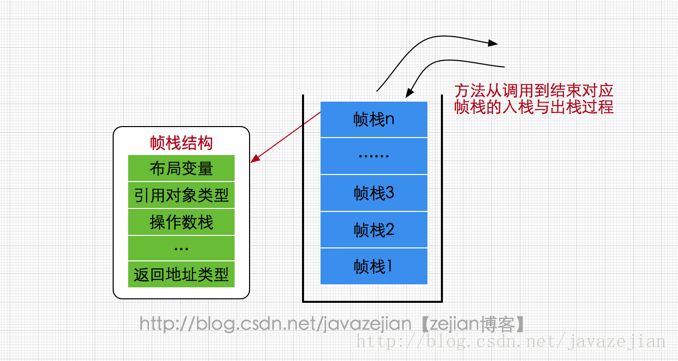 方法从调用到结束对应
帧栈的入栈与出栈过程
帧栈n
······
帧栈3
帧栈2
帧栈1
帧栈结构
布局变量
引用对象类型
操作数栈
···
返回地址类型
http://blog.csdn.net/javazejian【zejian博客】
http://blog.csdn.net/javazejian